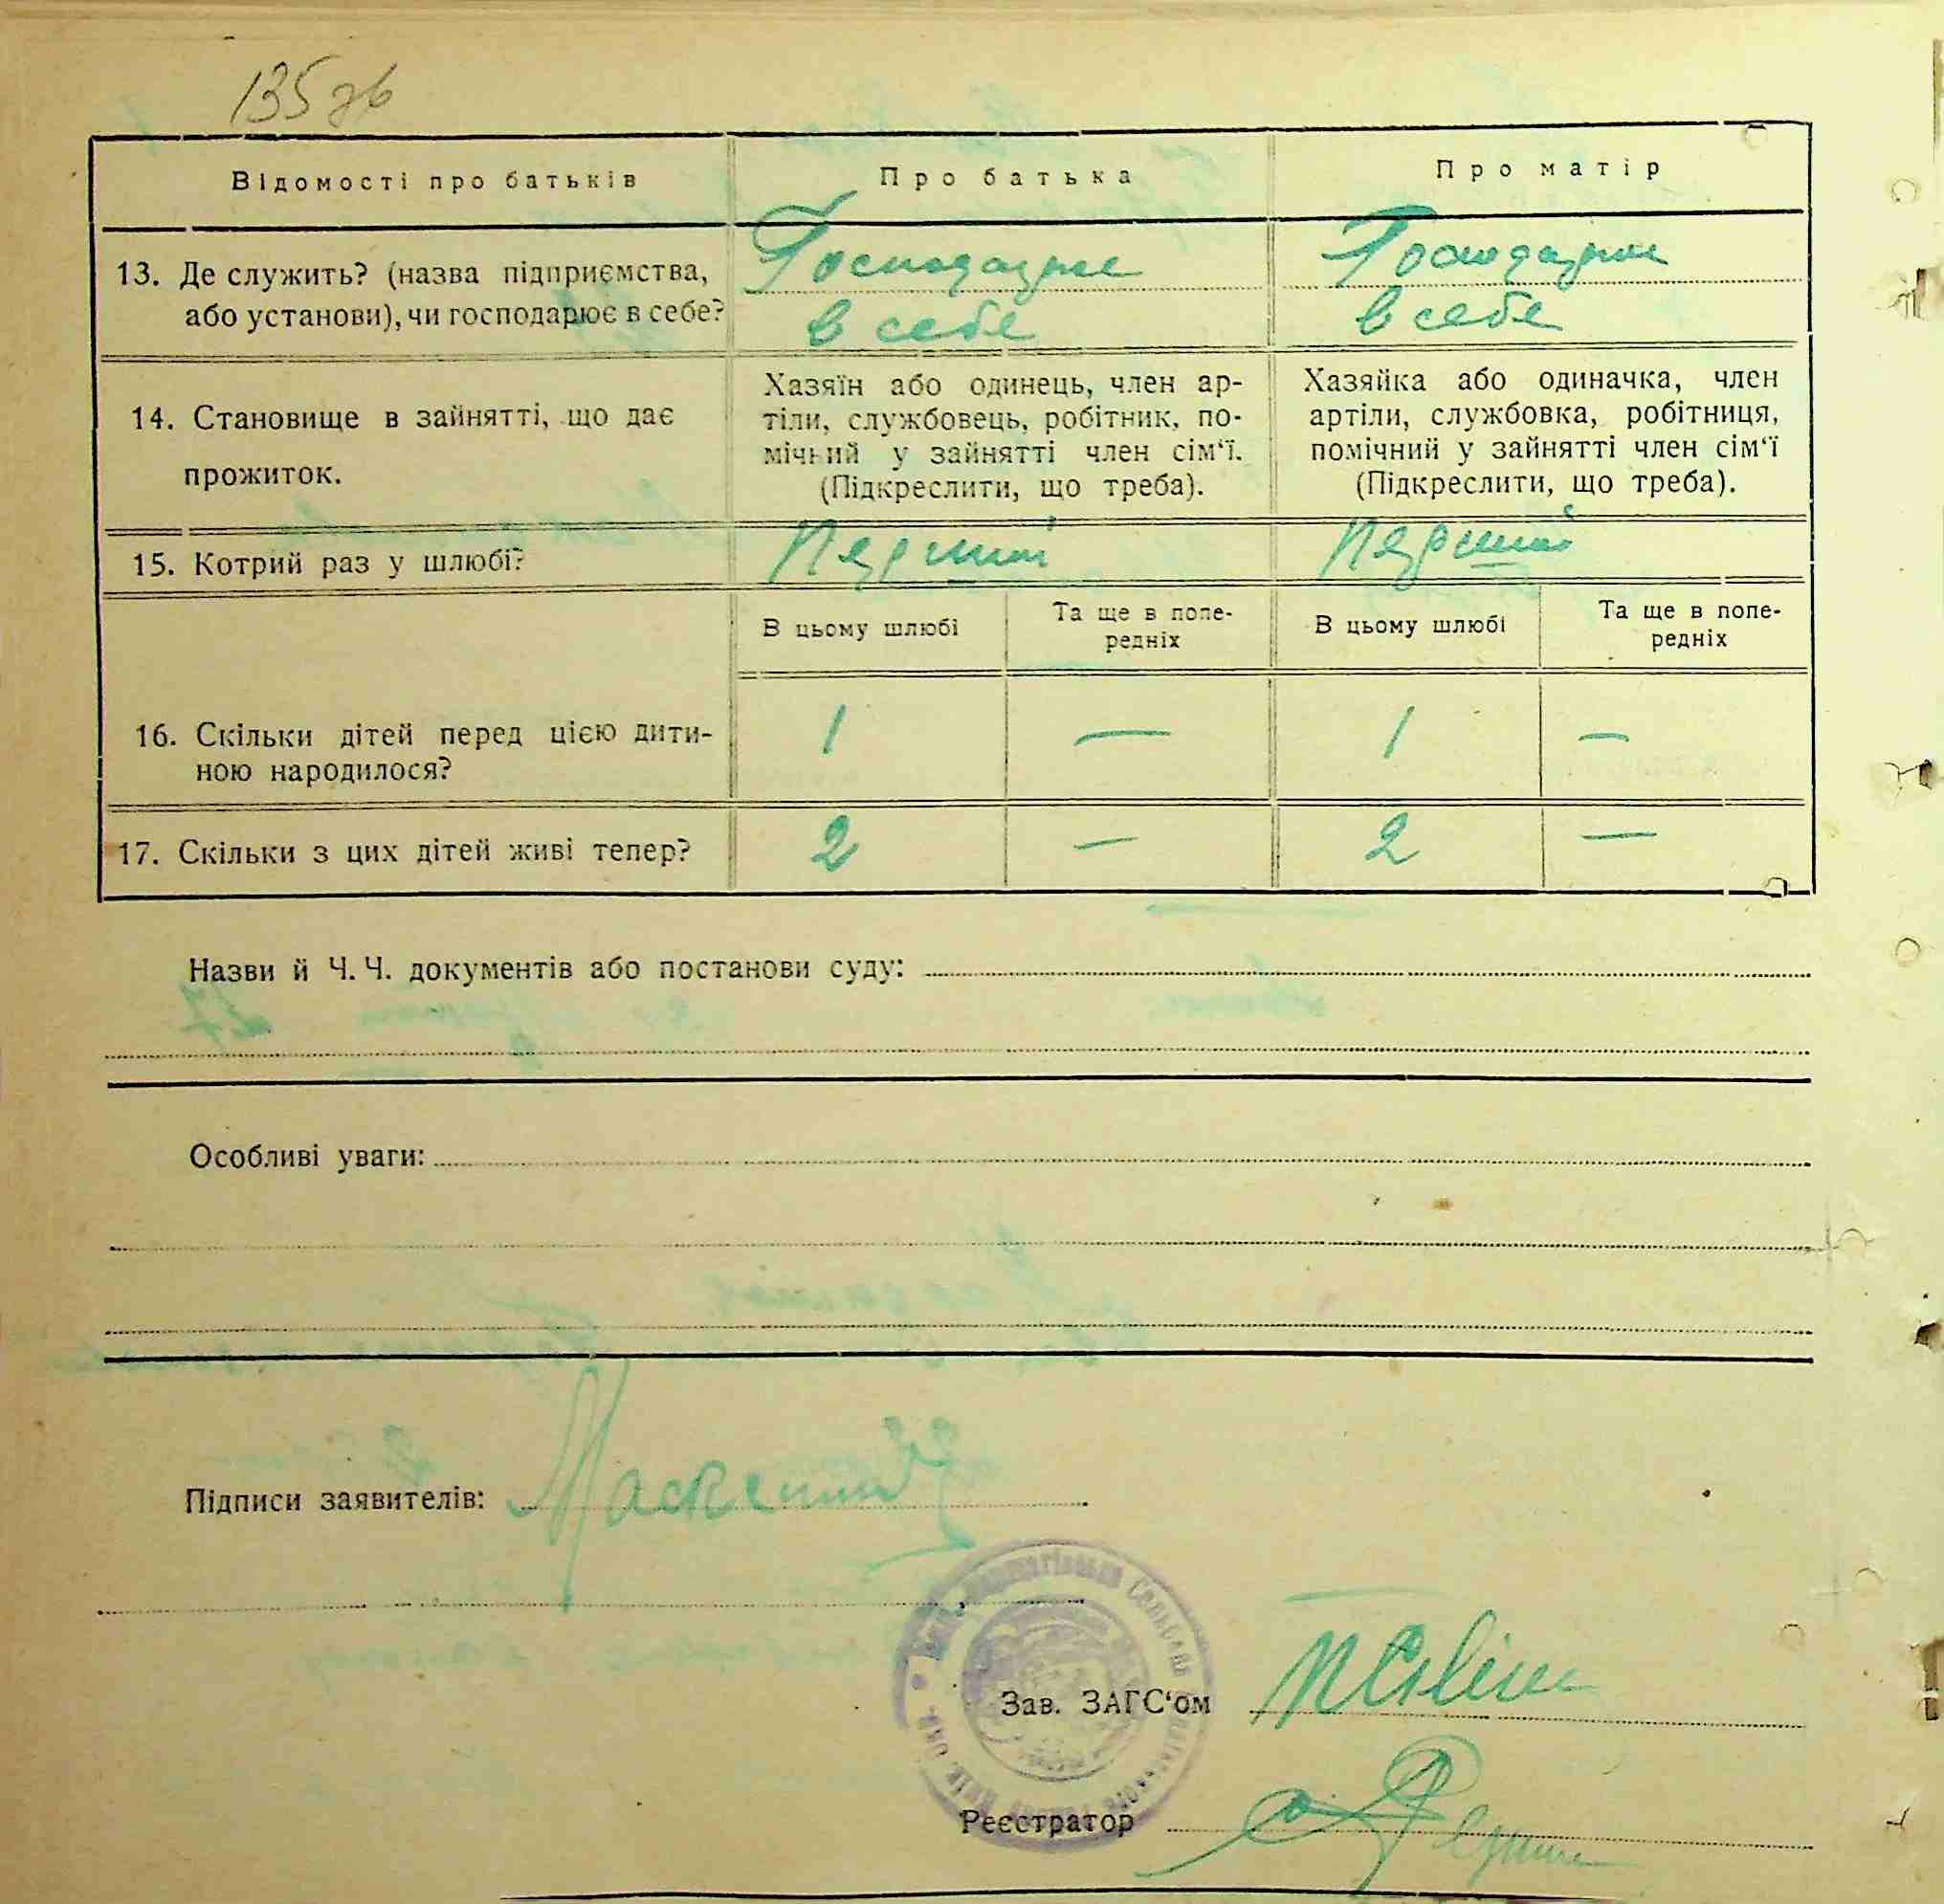 135 зв
Відомості про батьків
Про батька
Про матір
13. Де служить? (назва підприємства,
або установи), чи господарює в себе?
Господарює
в себе
Господарює
в себе
14. Становище в зайнятті, що дає
прожиток.
Хазяїн або одинець, член ар-
тіли, службовець, робітник, по-
мічний у зайнятті член сім‘ї.
(Підкреслити, що треба).
Хазяйка або одиначка, член
артіли, службовка, робітниця,
помічний у зайнятті член сім‘ї
(Підкреслити, що треба).
15. Котрий раз у шлюбі?
Перший
Перший
В цьому шлюбі
Та ще в попе-
редніх
В цьому шлюбі
Та ще в попе-
редніх
16. Скільки дітей перед цією дити-
ною народилося?
1 — 1 —
17. Скільки з цих дітей живі тепер?
2 — 2 —
Назви й Ч. Ч. документів або постанови суду:
Особливі уваги:
Підписи заявителів:
Зав. ЗАГС‘ом
Реєстратор